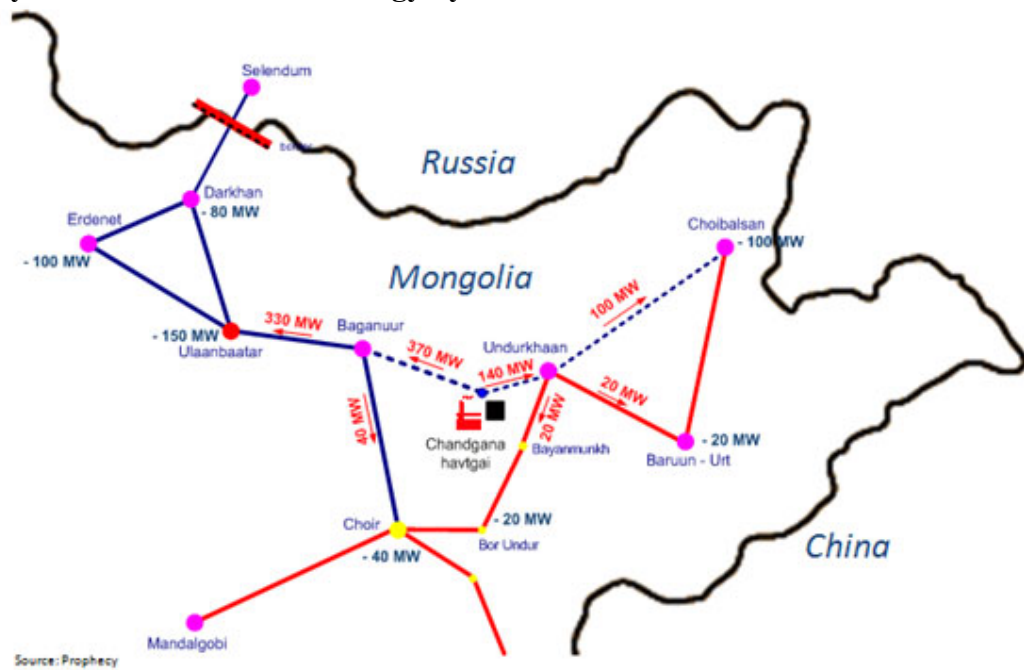 Selendum
Russia
Darkhan
- 80 MW
Erdenet
- 100 MW
Choibalsan
- 100 MW
Mongolia
100 MW
330 MW
Baganuur
- 150 MW
Ulaanbaatar
370 MW
Undurkhaan
140 MW
20 MW
40 MW
20 MW
Chandgana
havtgai
Bayanmunkh
- 20 MW
Baruun - Urt
Choir
- 20 MW
- 40 MW
Bor Undur
China
Mandalgobi
Source: Prophecy